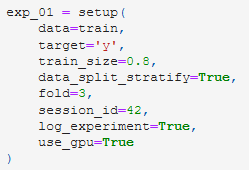 exp_01 = setup(
    data=train,
    target='y',
    train_size=0.8,
    data_split_stratify=True,
    fold=3,
    session_id=42,
    log_experiment=True,
    use_gpu=True
)